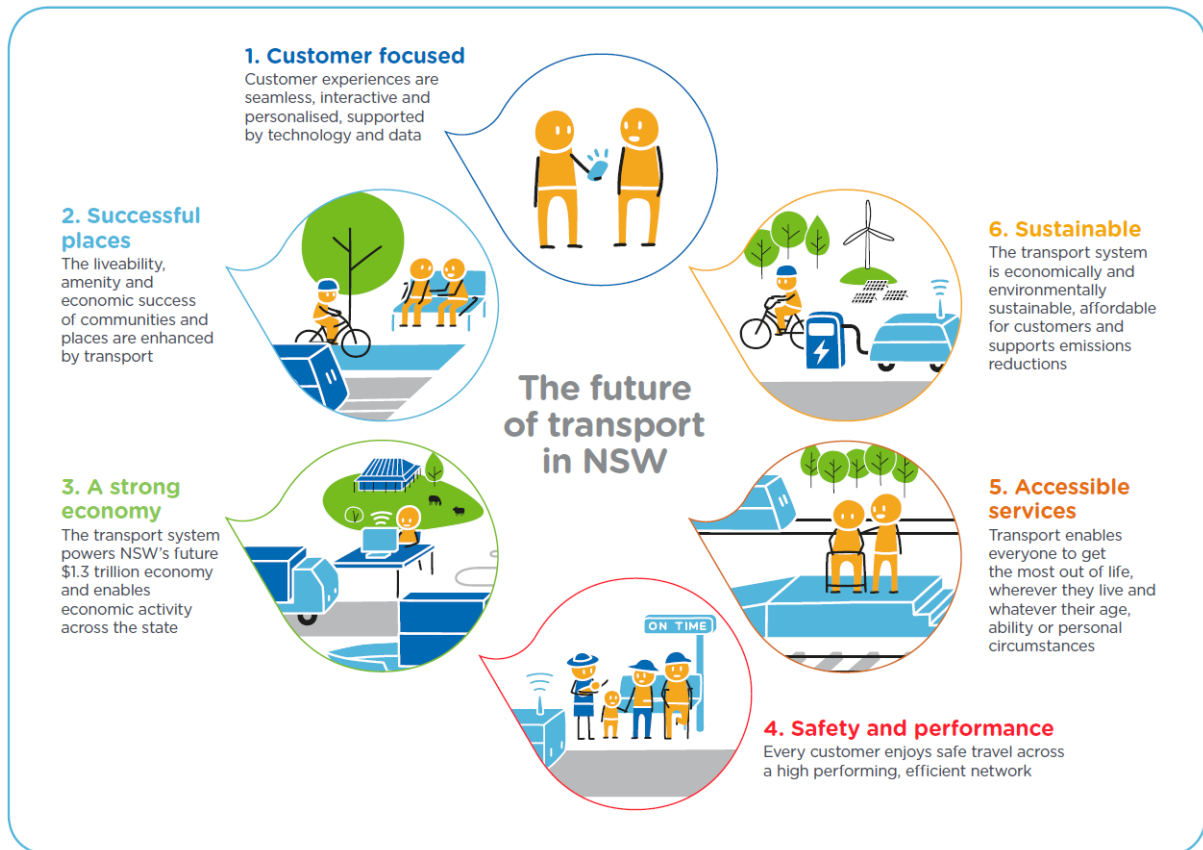 1. Customer focused
Customer experiences are
seamless, interactive and
personalised, supported
by technology and data
2. Successful
places
The liveability,
amenity and
economic success
of communities and
places are enhanced
by transport
6. Sustainable
The transport system
is economically and
environmentally
sustainable, affordable
for customers and
supports emissions
reductions
The future
of transport
in NSW
3. A strong
economy
The transport system
powers NSW's future
$1.3 trillion economy
and enables
economic activity
across the state
5. Accessible
services
Transport enables
everyone to get
the most out of life,
wherever they live and
whatever their age,
ability or personal
circumstances
ON TIME
4. Safety and performance
Every customer enjoys safe travel across
a high performing, efficient network